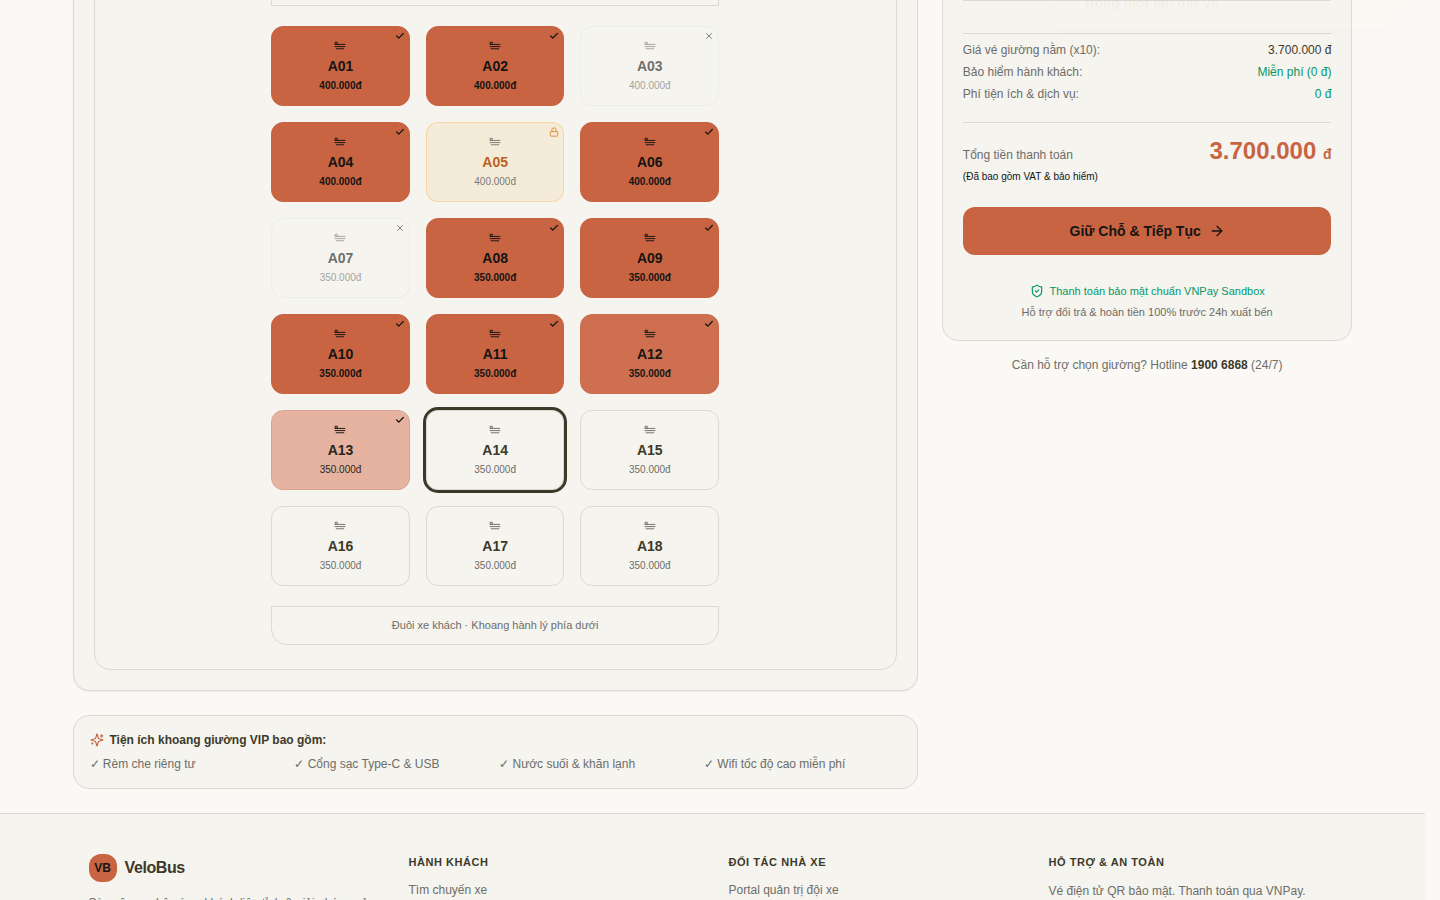 trong một lần đặt vé.
A01
400.000đ
A02
400.000đ
A03
400.000đ
A04
400.000đ
A05
400.000đ
A06
400.000đ
A07
350.000đ
A08
350.000đ
A09
350.000đ
A10
350.000đ
A11
350.000đ
A12
350.000đ
A13
350.000đ
A14
350.000đ
A15
350.000đ
A16
350.000đ
A17
350.000đ
A18
350.000đ
Đuôi xe khách · Khoang hành lý phía dưới
Giá vé giường nằm (x10): 3.700.000 đ
Bảo hiểm hành khách: Miễn phí (0 đ)
Phí tiện ích & dịch vụ: 0 đ
Tổng tiền thanh toán 3.700.000 đ
(Đã bao gồm VAT & bảo hiểm)
Giữ Chỗ & Tiếp Tục
Thanh toán bảo mật chuẩn VNPay Sandbox
Hỗ trợ đổi trả & hoàn tiền 100% trước 24h xuất bến
Cần hỗ trợ chọn giường? Hotline 1900 6868 (24/7)
Tiện ích khoang giường VIP bao gồm:
✓ Rèm che riêng tư
✓ Cổng sạc Type-C & USB
✓ Nước suối & khăn lạnh
✓ Wifi tốc độ cao miễn phí
VB VeloBus
HÀNH KHÁCH
Tìm chuyến xe
ĐỐI TÁC NHÀ XE
Portal quản trị đội xe
HỖ TRỢ & AN TOÀN
Vé điện tử QR bảo mật. Thanh toán qua VNPay.